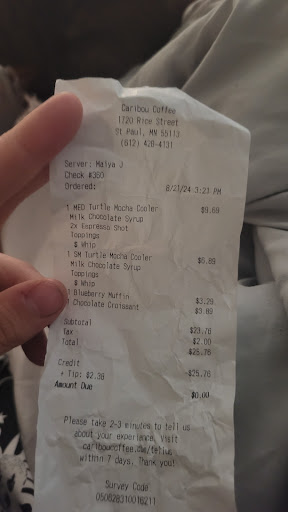 Caribou Coffee
1720 Rice Street
St Paul, MN 55113
(612) 420-4131
Server: Maiya J
Check #360
Ordered: 8/21/24 3:23 PM
1 MED Turtle Mocha Cooler $9.69
Milk Chocolate Syrup
2x Espresso Shot
Toppings
$ Whip
1 SM Turtle Mocha Cooler $6.89
Milk Chocolate Syrup
Toppings
$ Whip
1 Blueberry Muffin $3.29
Chocolate Croissant $3.89
Subtotal $23.76
Tax $2.00
Total $25.76
Credit -$25.76
+ Tip: $2.38
Amount Due $0.00
Please take 2-3 minutes to tell us
about your experience. Visit
within 7 days. Thank you!
Survey Code